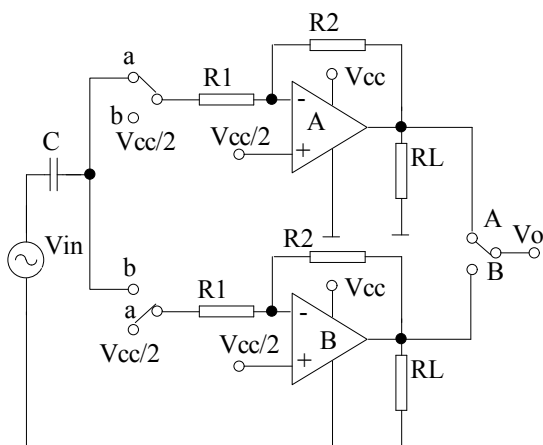 R2
a
R1
Vcc
-
A
b
Vcc/2
Vcc/2
+
C
RL
A
Vo
Vin
R2
B
b
R1
Vcc
a
-
Vcc/2
Vcc/2
B
+
RL